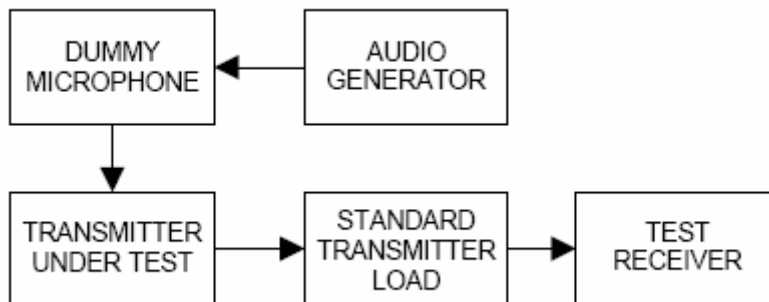 DUMMY
MICROPHONE
AUDIO
GENERATOR
TRANSMITTER
UNDER TEST
STANDARD
TRANSMITTER
LOAD
TEST
RECEIVER